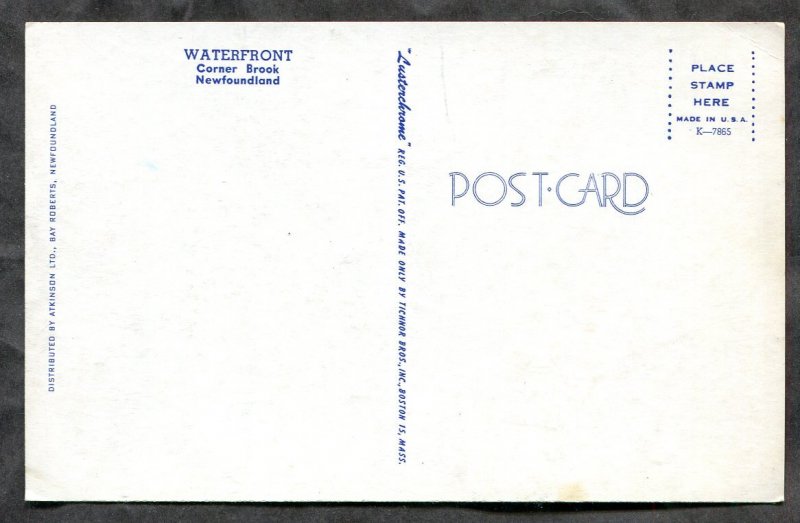 WATERFRONT
Corner Brook
Newfoundland
DISTRIBUTED BY ATKINSON LTD., BAY ROBERTS, NEWFOUNDLAND
"Lusterchrome" REG. U.S. PAT. OFF. MADE ONLY BY TICHNOR BROS., INC., BOSTON 15, MASS.
POST·CARD
PLACE
STAMP
HERE
MADE IN U.S.A.
K—7865